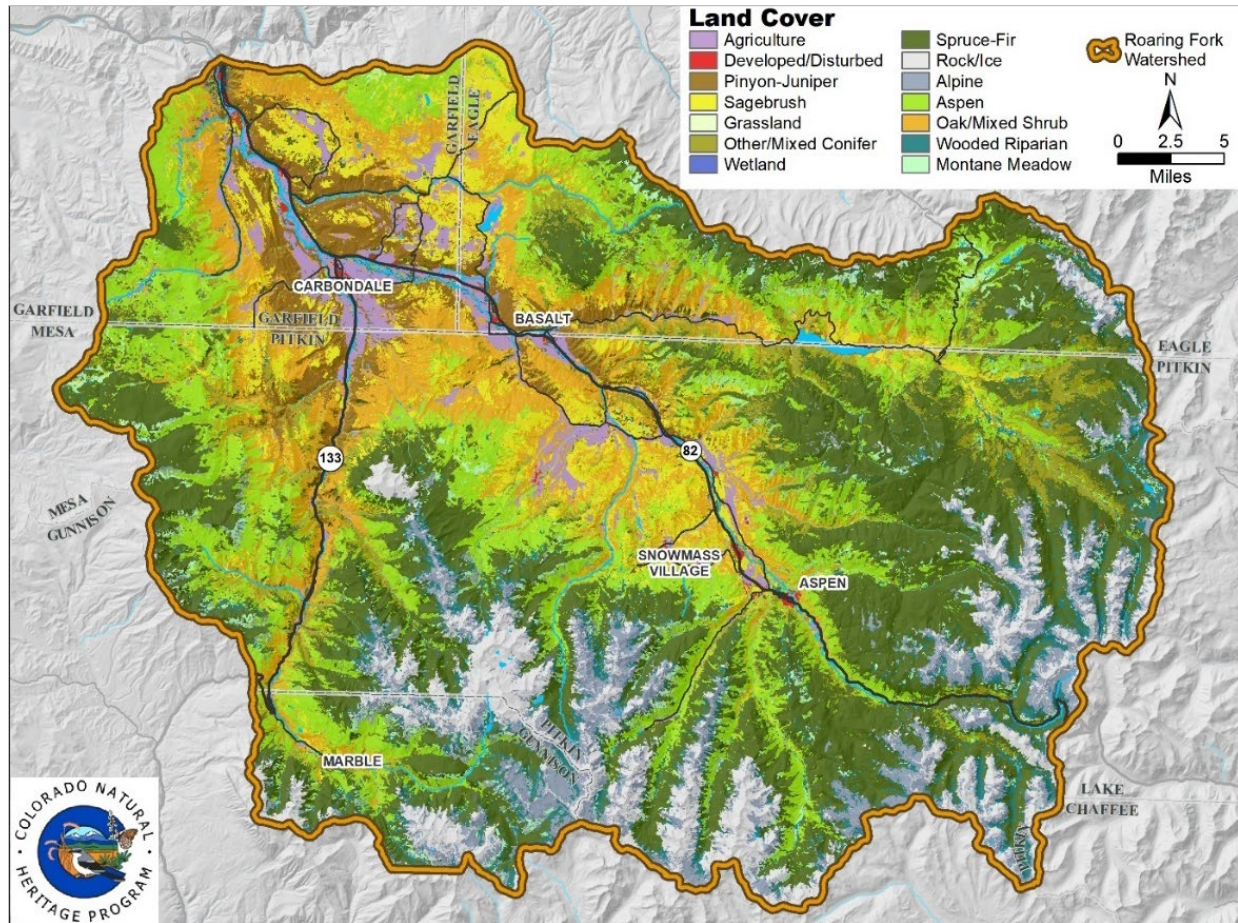 Land Cover
Agriculture
Developed/Disturbed
Pinyon-Juniper
Sagebrush
Grassland
Other/Mixed Conifer
Wetland
Spruce-Fir
Rock/Ice
Alpine
Aspen
Oak/Mixed Shrub
Wooded Riparian
Montane Meadow
Roaring Fork
Watershed
N
0 2.5 5
Miles
GARFIELD
EAGLE
CARBONDALE
GARFIELD
MESA
GARFIELD
PITKIN
BASALT
EAGLE
PITKIN
133
82
MESA
GUNNISON
SNOWMASS
VILLAGE
ASPEN
PITKIN
GUNNISON
MARBLE
LAKE
CHAFFEE
COLORADO NATURAL
HERITAGE PROGRAM